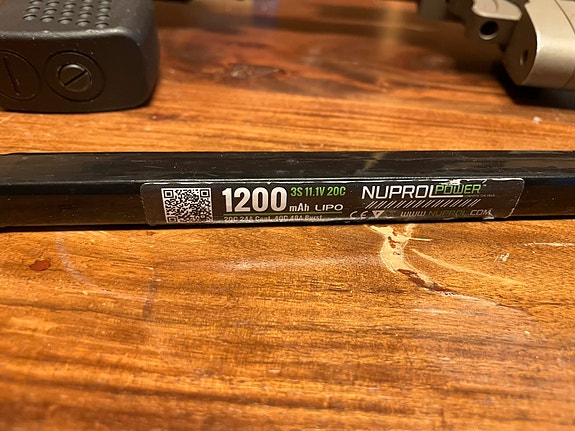 1200 mAh LIPO
3S 11.1V 20C
20C 24A Cont. 40C 48A Burst
NUPROLPOWER
WWW.NUPROL.COM